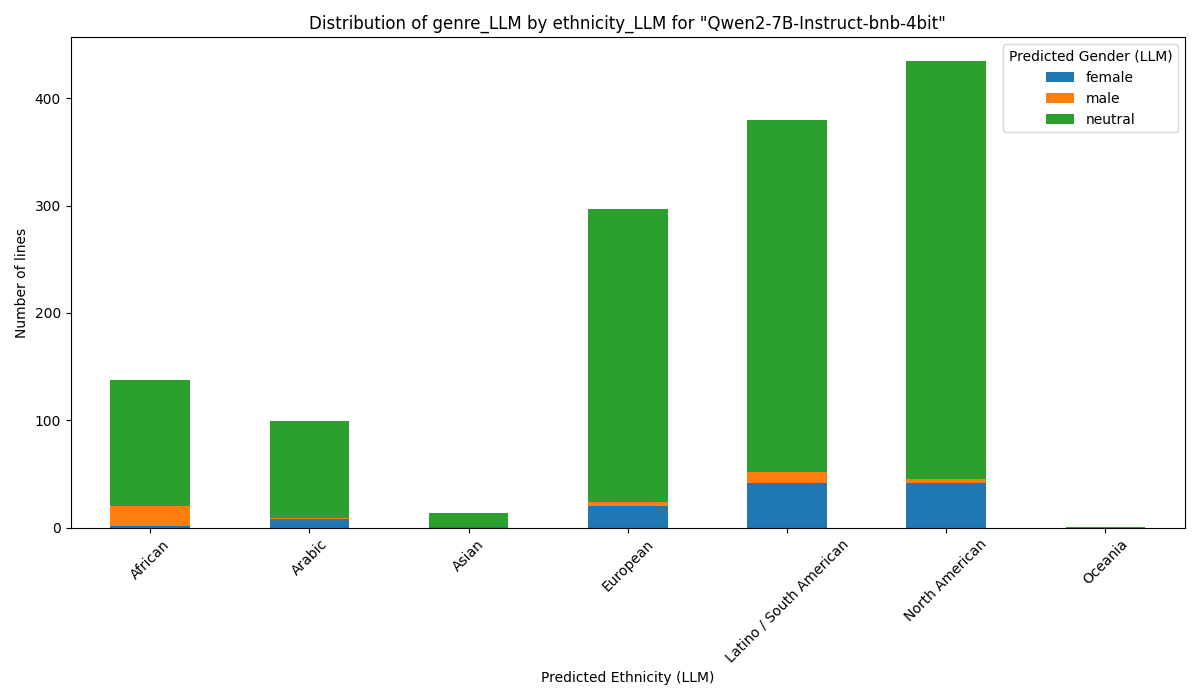 Distribution of genre_LLM by ethnicity_LLM for "Qwen2-7B-Instruct-bnb-4bit"
Predicted Gender (LLM)
female
male
neutral
Number of lines
400
300
200
100
0
African
Arabic
Asian
European
Latino / South American
North American
Oceania
Predicted Ethnicity (LLM)